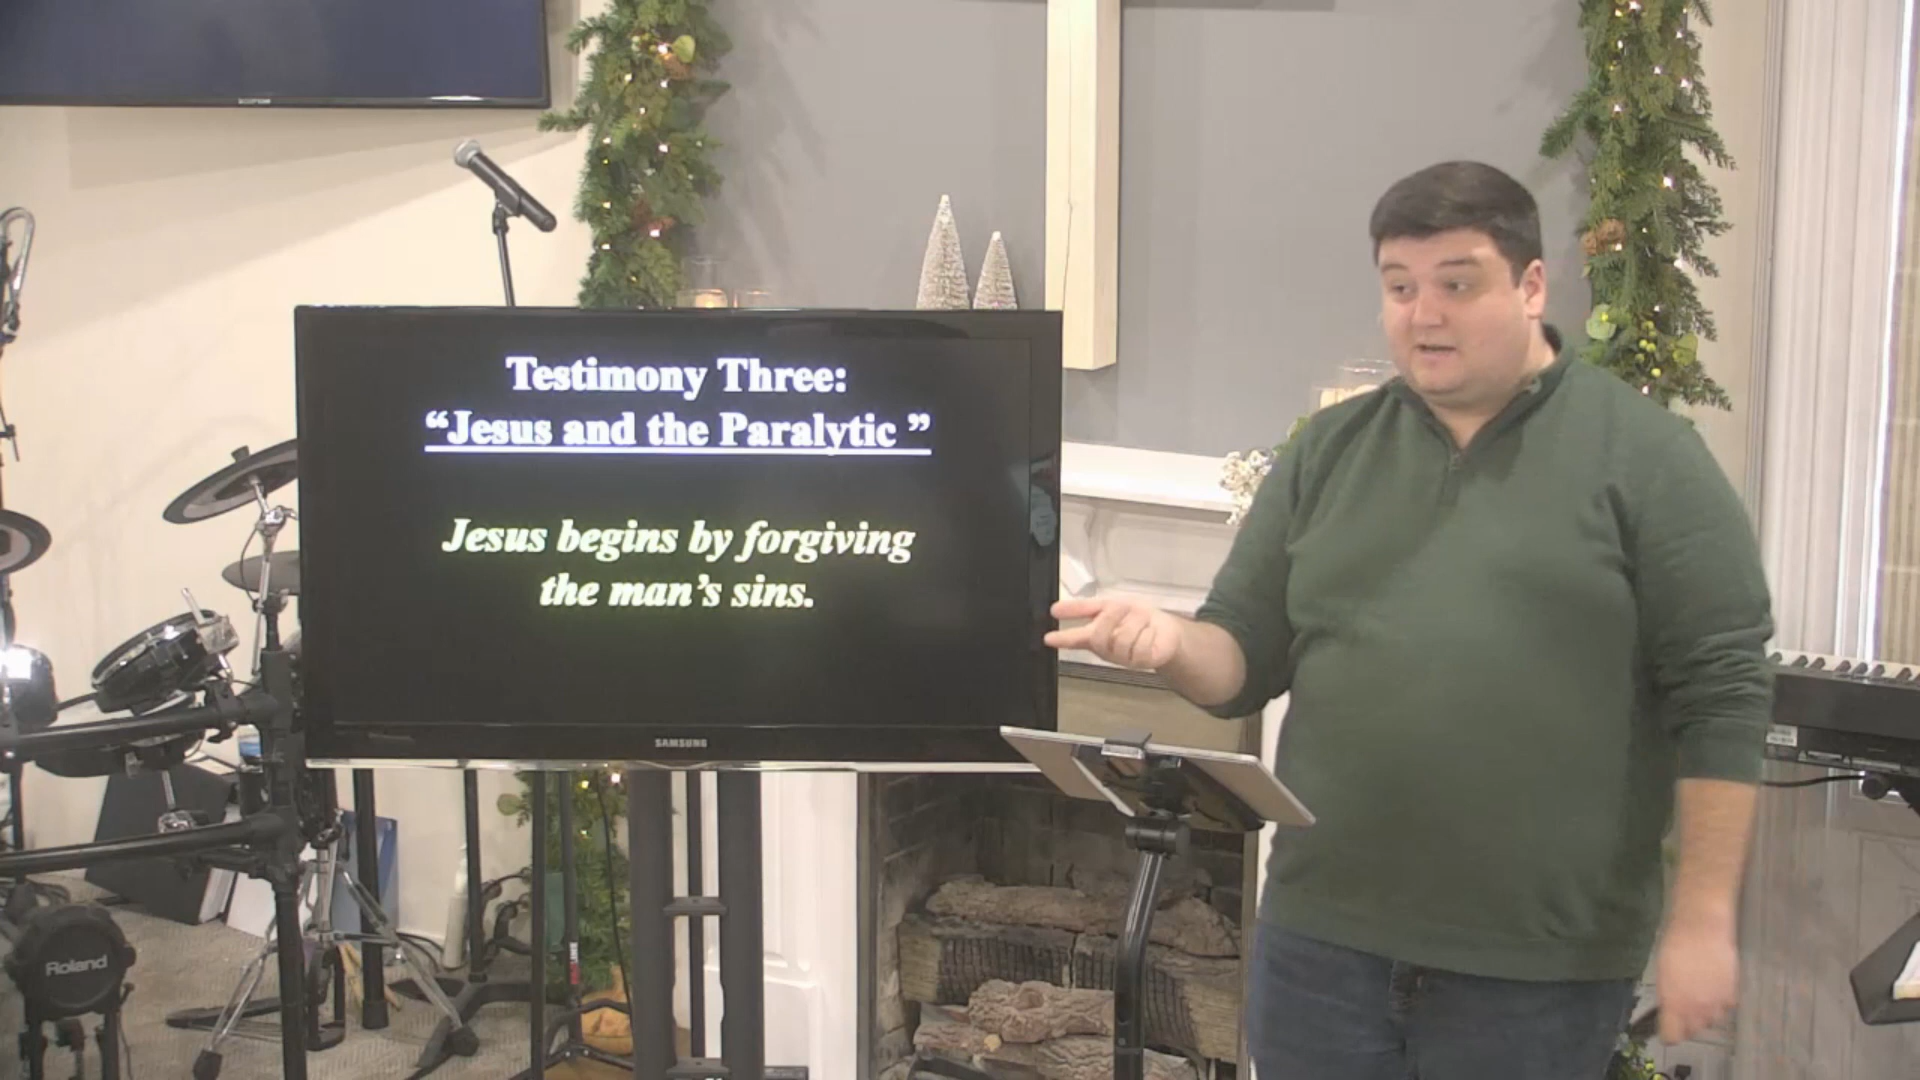 Testimony Three:
“Jesus and the Paralytic ”
Jesus begins by forgiving
the man’s sins.
SAMSUNG
Roland